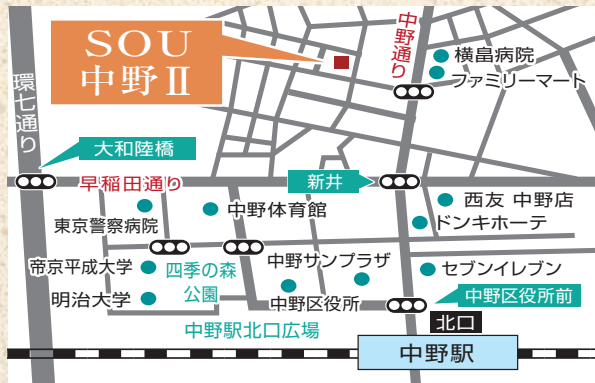 SOU
中野Ⅱ
中野通り
横畠病院
ファミリーマート
環七通り
大和陸橋
早稲田通り
新井
西友 中野店
ドンキホーテ
東京警察病院
中野体育館
帝京平成大学
四季の森
公園
中野サンプラザ
セブンイレブン
明治大学
中野区役所
中野区役所前
中野駅北口広場
北口
中野駅